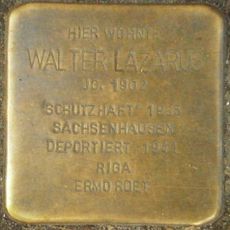 HIER WOHNTE
WALTER LAZARUS
JG. 1902
"SCHUTZHAFT" 1938
SACHSENHAUSEN
DEPORTIERT 1941
RIGA
ERMORDET